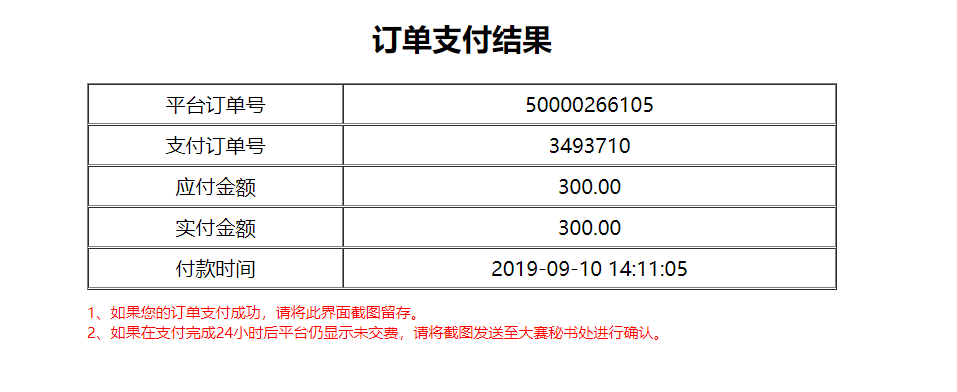 订单支付结果
平台订单号 50000266105
支付订单号 3493710
应付金额 300.00
实付金额 300.00
付款时间 2019-09-10 14:11:05
1、如果您的订单支付成功，请将此界面截图留存。
2、如果在支付完成24小时后平台仍显示未交费，请将截图发送至大赛秘书处进行确认。